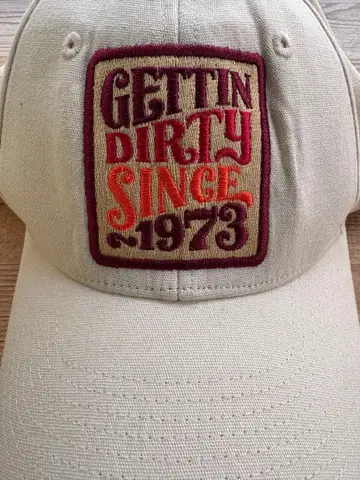 GETTIN
DIRTY
SINCE
~1973